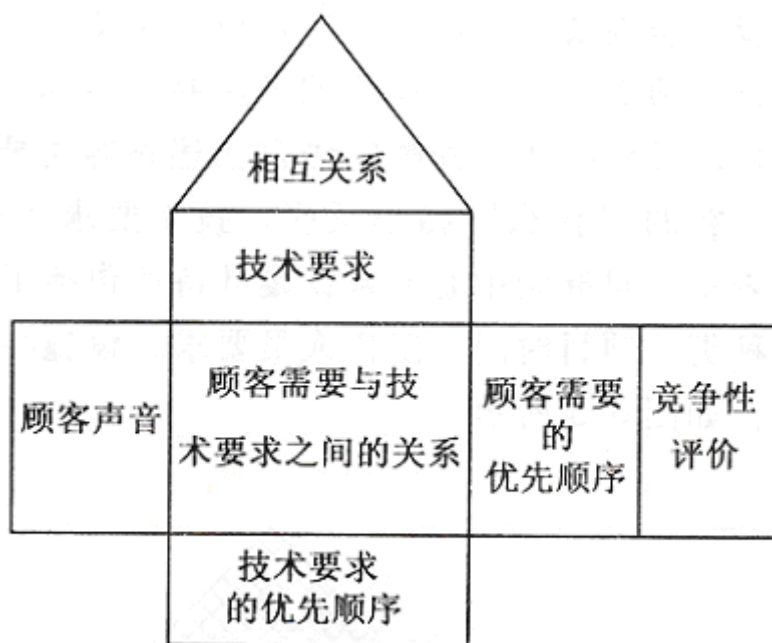 相互关系
技术要求
顾客声音
顾客需要与技
术要求之间的关系
顾客需要
的
优先顺序
竞争性
评价
技术要求
的优先顺序